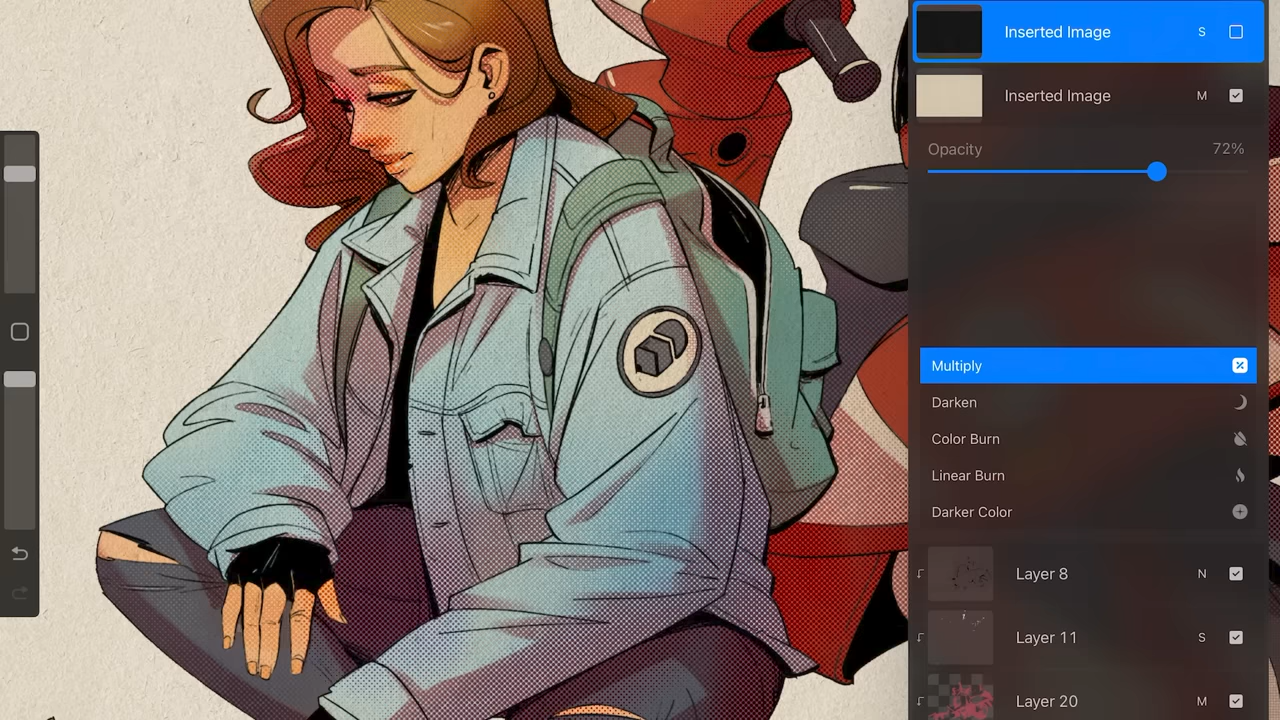 Inserted Image S
Inserted Image M
Opacity 72%
Multiply
Darken
Color Burn
Linear Burn
Darker Color
Layer 8 N
Layer 11 S
Layer 20 M